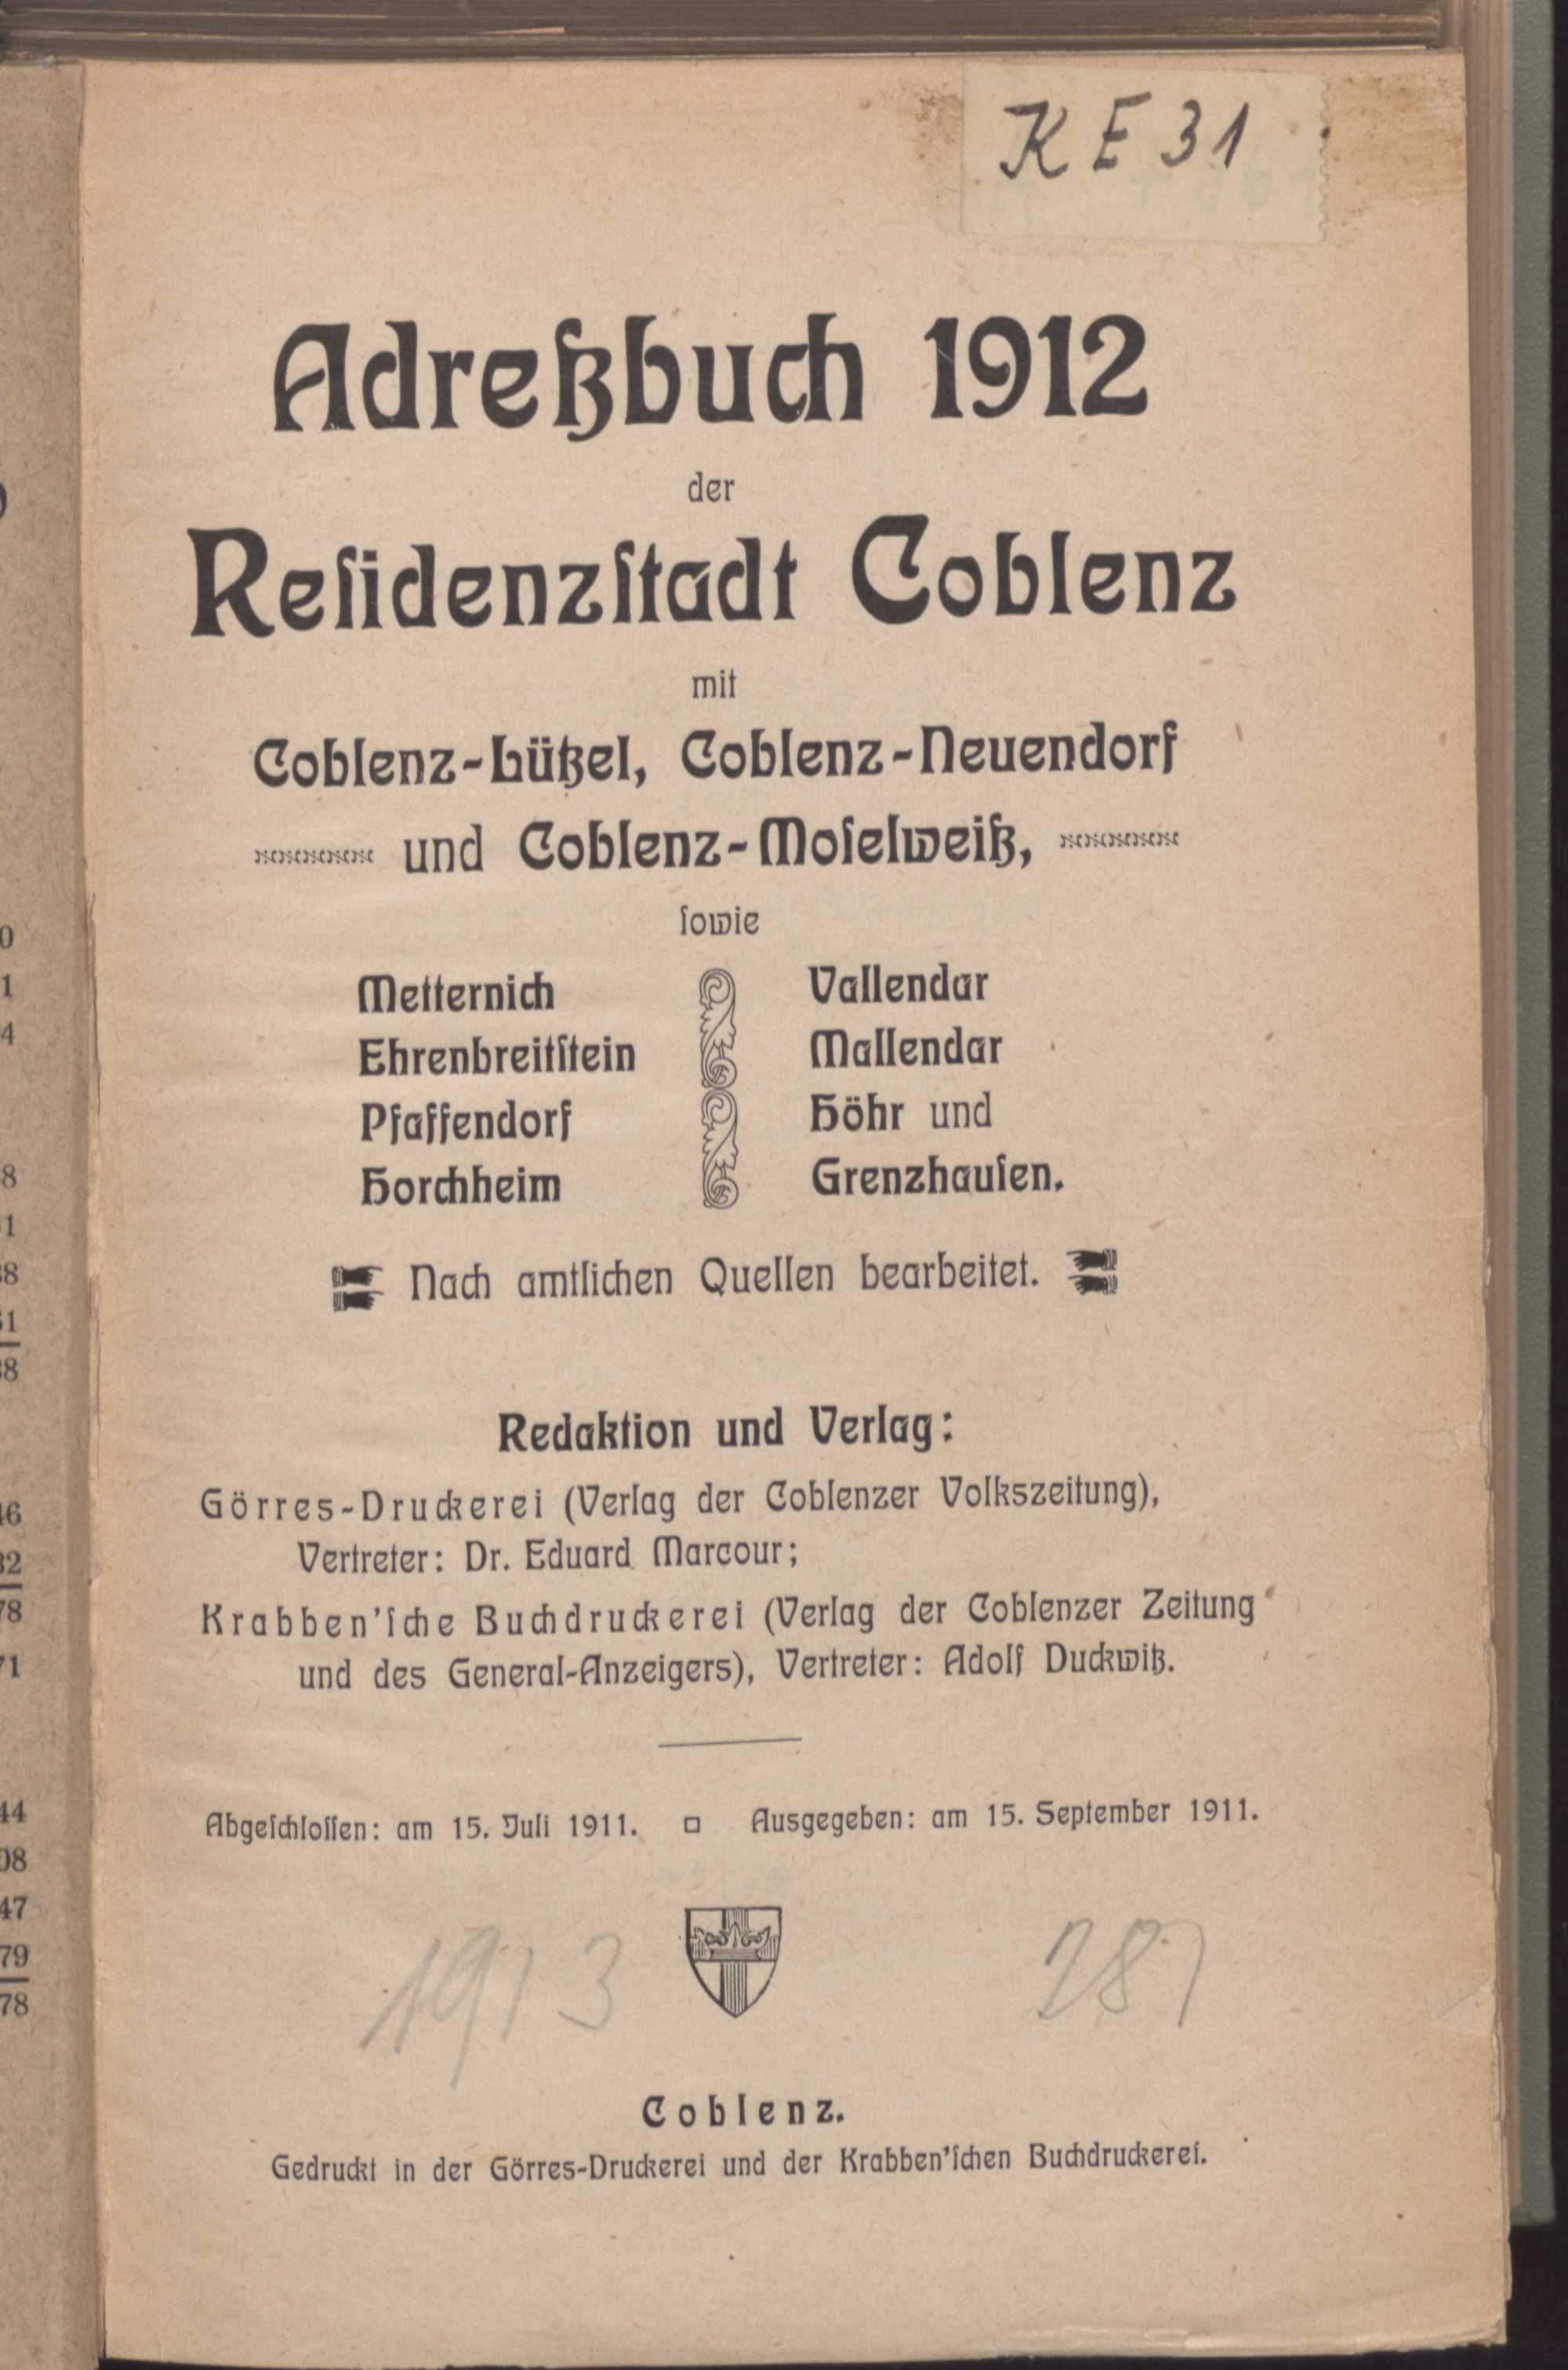 KE31
Adreßbuch 1912
der
Reſidenzſtadt Coblenz
mit
Coblenz-Lützel, Coblenz-Neuendorf
und Coblenz-Moſelweiß,
ſowie
Metternich
Ehrenbreitſtein
Pfaffendorf
Horchheim
Vallendar
Mallendar
Höhr und
Grenzhauſen.
Nach amtlichen Quellen bearbeitet.
Redaktion und Verlag:
Görres-Druckerei (Verlag der Coblenzer Volkszeitung),
Vertreter: Dr. Eduard Marcour;
Krabben'ſche Buchdruckerei (Verlag der Coblenzer Zeitung
und des General-Anzeigers), Vertreter: Adolf Duckwitz.
Abgeſchloſſen: am 15. Juli 1911. Ausgegeben: am 15. September 1911.
1913
Coblenz.
Gedruckt in der Görres-Druckerei und der Krabben'ſchen Buchdruckerei.